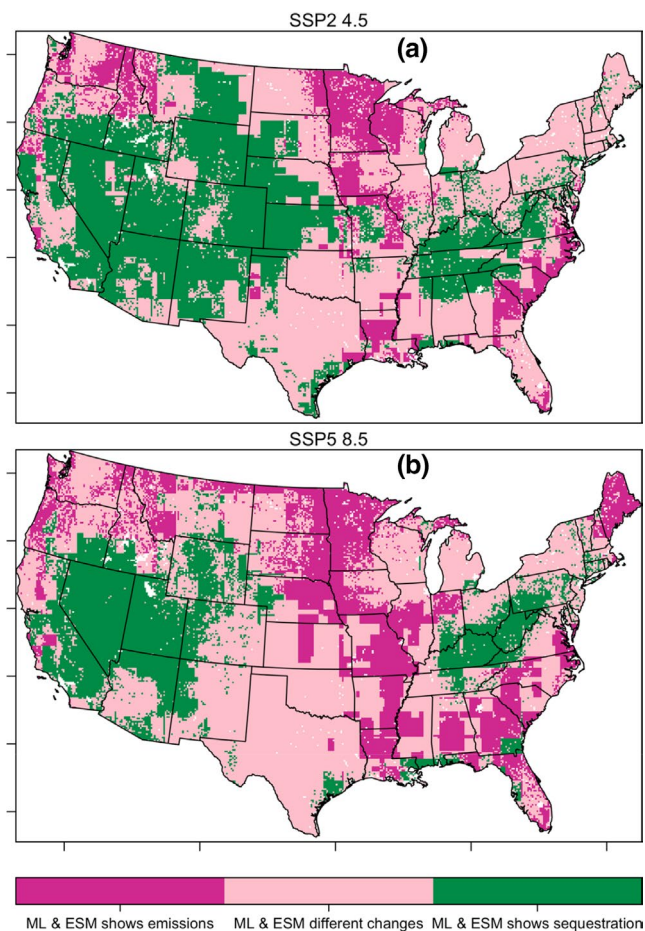 SSP2 4.5
(a)
SSP5 8.5
(b)
ML & ESM shows emissions
ML & ESM different changes
ML & ESM shows sequestration